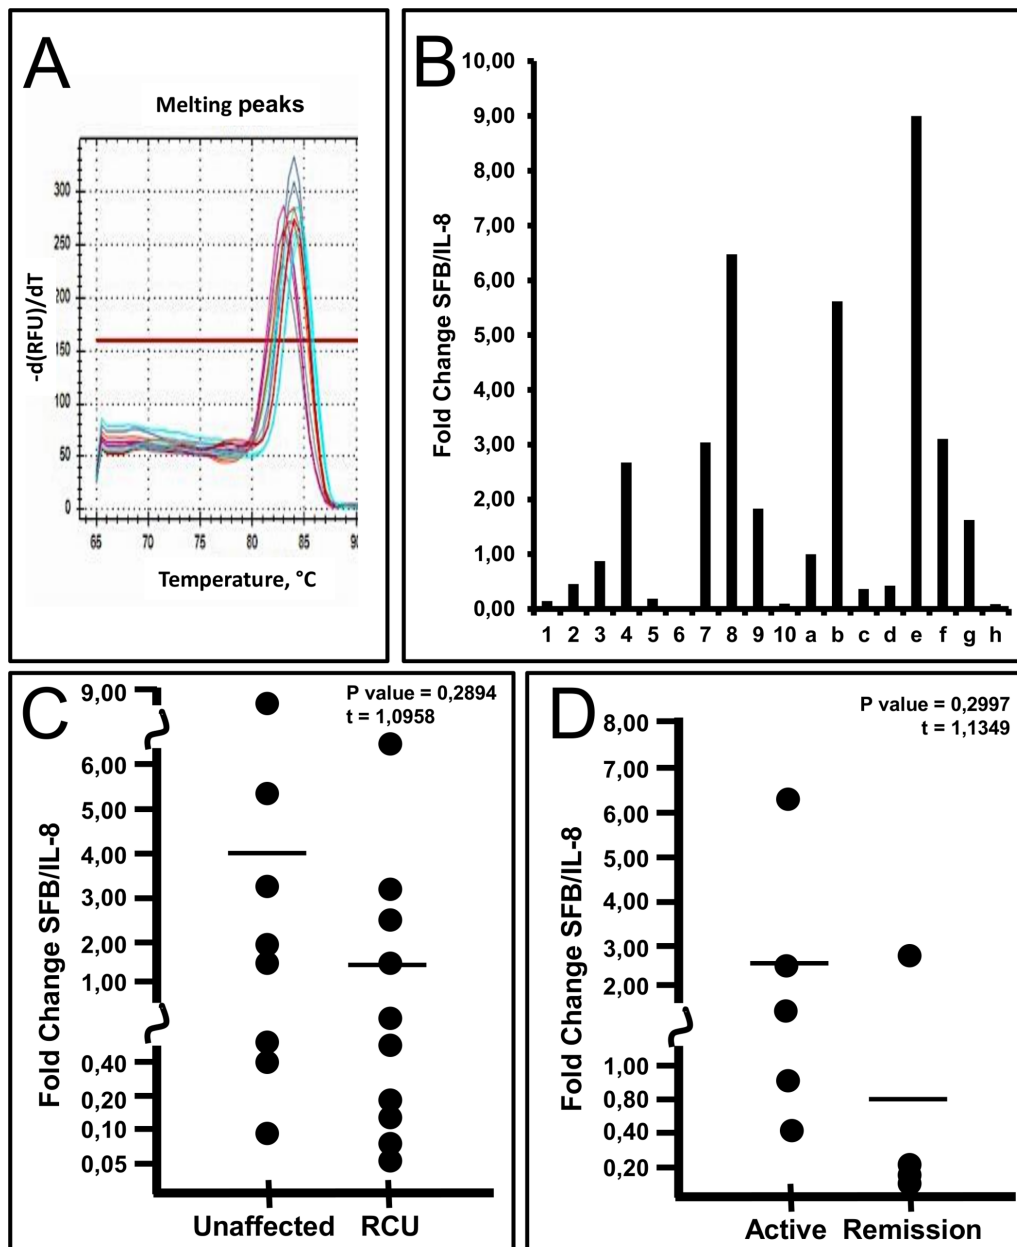 A
Melting peaks
-d(RFU)/dT
300
250
200
150
100
50
0
65 70 75 80 85
Temperature, °C
B
Fold Change SFB/IL-8
10,00
9,00
8,00
7,00
6,00
5,00
4,00
3,00
2,00
1,00
0,00
1 2 3 4 5 6 7 8 9 10 a b c d e f g h
C
P value = 0,2894
t = 1,0958
Fold Change SFB/IL-8
9,00
6,00
5,00
4,00
3,00
2,00
1,00
0,40
0,20
0,10
0,05
Unaffected RCU
D
P value = 0,2997
t = 1,1349
Fold Change SFB/IL-8
8,00
7,00
6,00
5,00
4,00
3,00
2,00
1,00
0,80
0,40
0,20
Active Remission